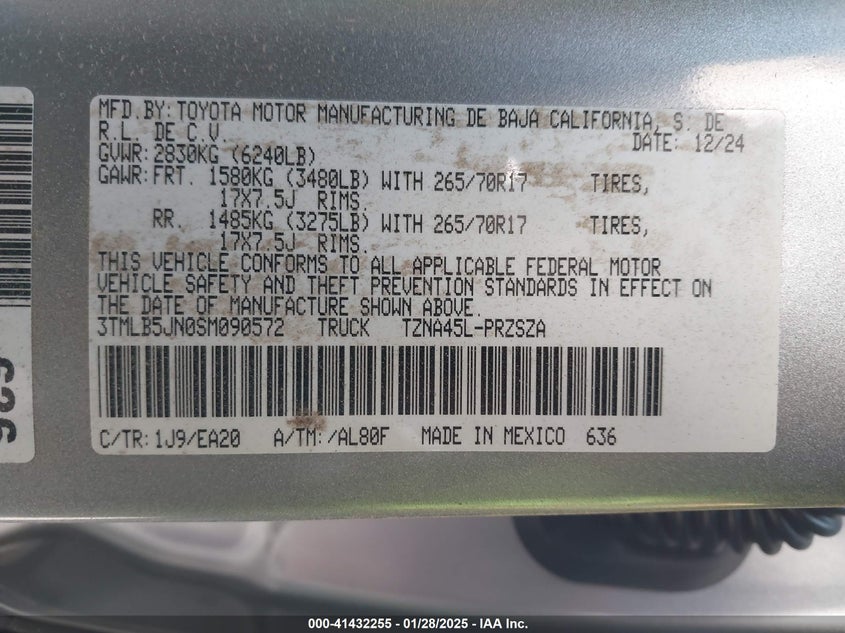 MFD.BY:TOYOTA MOTOR MANUFACTURING DE BAJA CALIFORNIA, S. DE
R.L. DE C.V. DATE: 12/24
GVWR:2830KG (6240LB)
GAWR:FRT. 1580KG (3480LB) WITH 265/70R17 TIRES,
17X7.5J RIMS.
RR. 1485KG (3275LB) WITH 265/70R17 TIRES,
17X7.5J RIMS.
THIS VEHICLE CONFORMS TO ALL APPLICABLE FEDERAL MOTOR
VEHICLE SAFETY AND THEFT PREVENTION STANDARDS IN EFFECT ON
THE DATE OF MANUFACTURE SHOWN ABOVE.
3TMLB5JN0SM090572 TRUCK TZNA45L-PRZSZA
C/TR:1J9/EA20 A/TM:/AL80F MADE IN MEXICO 636
000-41432255 — 01/28/2025 — IAA Inc.